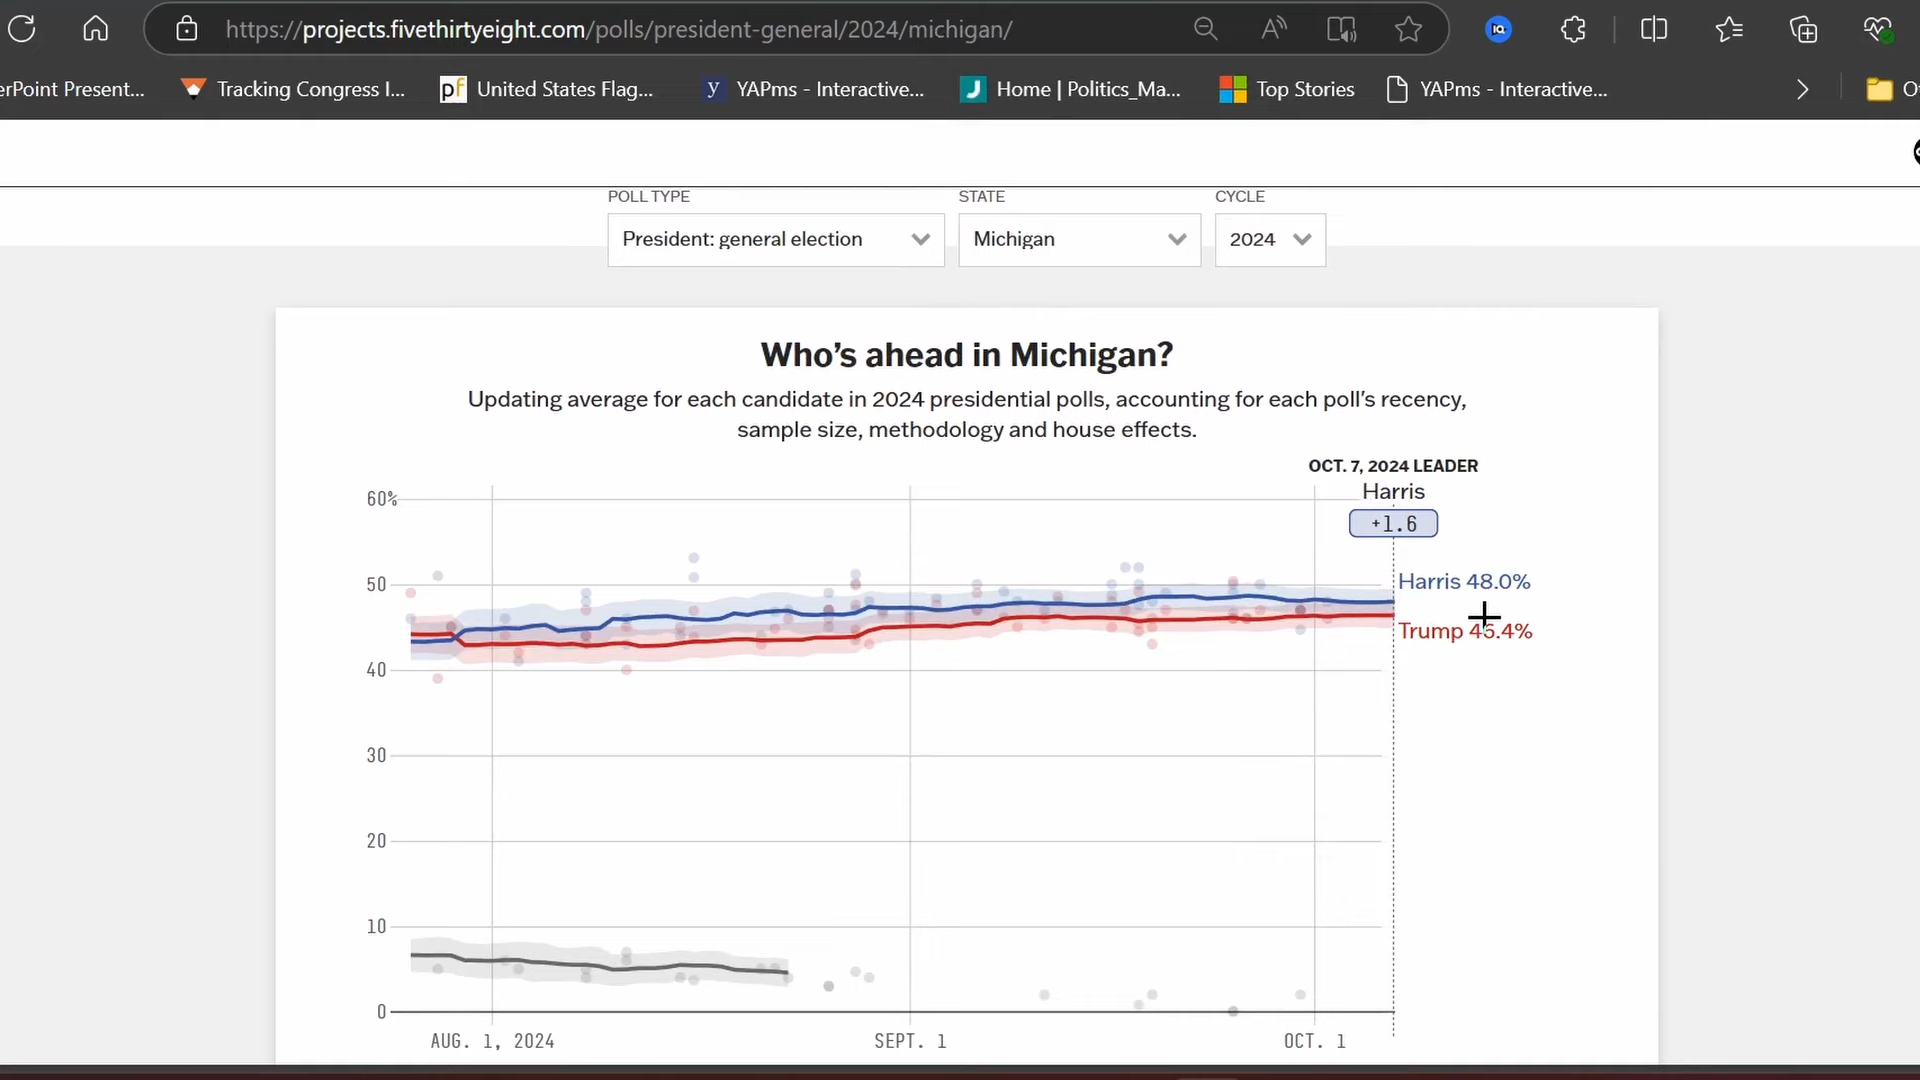 https://projects.fivethirtyeight.com/polls/president-general/2024/michigan/
erPoint Present... Tracking Congress I... pf United States Flag... y YAPms - Interactive... J Home | Politics_Ma... Top Stories YAPms - Interactive...
POLL TYPE STATE CYCLE
President: general election Michigan 2024
Who's ahead in Michigan?
Updating average for each candidate in 2024 presidential polls, accounting for each poll's recency,
sample size, methodology and house effects.
OCT. 7, 2024 LEADER
Harris
+1.6
60%
50
40
30
20
10
0
Harris 48.0%
Trump 46.4%
AUG. 1, 2024 SEPT. 1 OCT. 1